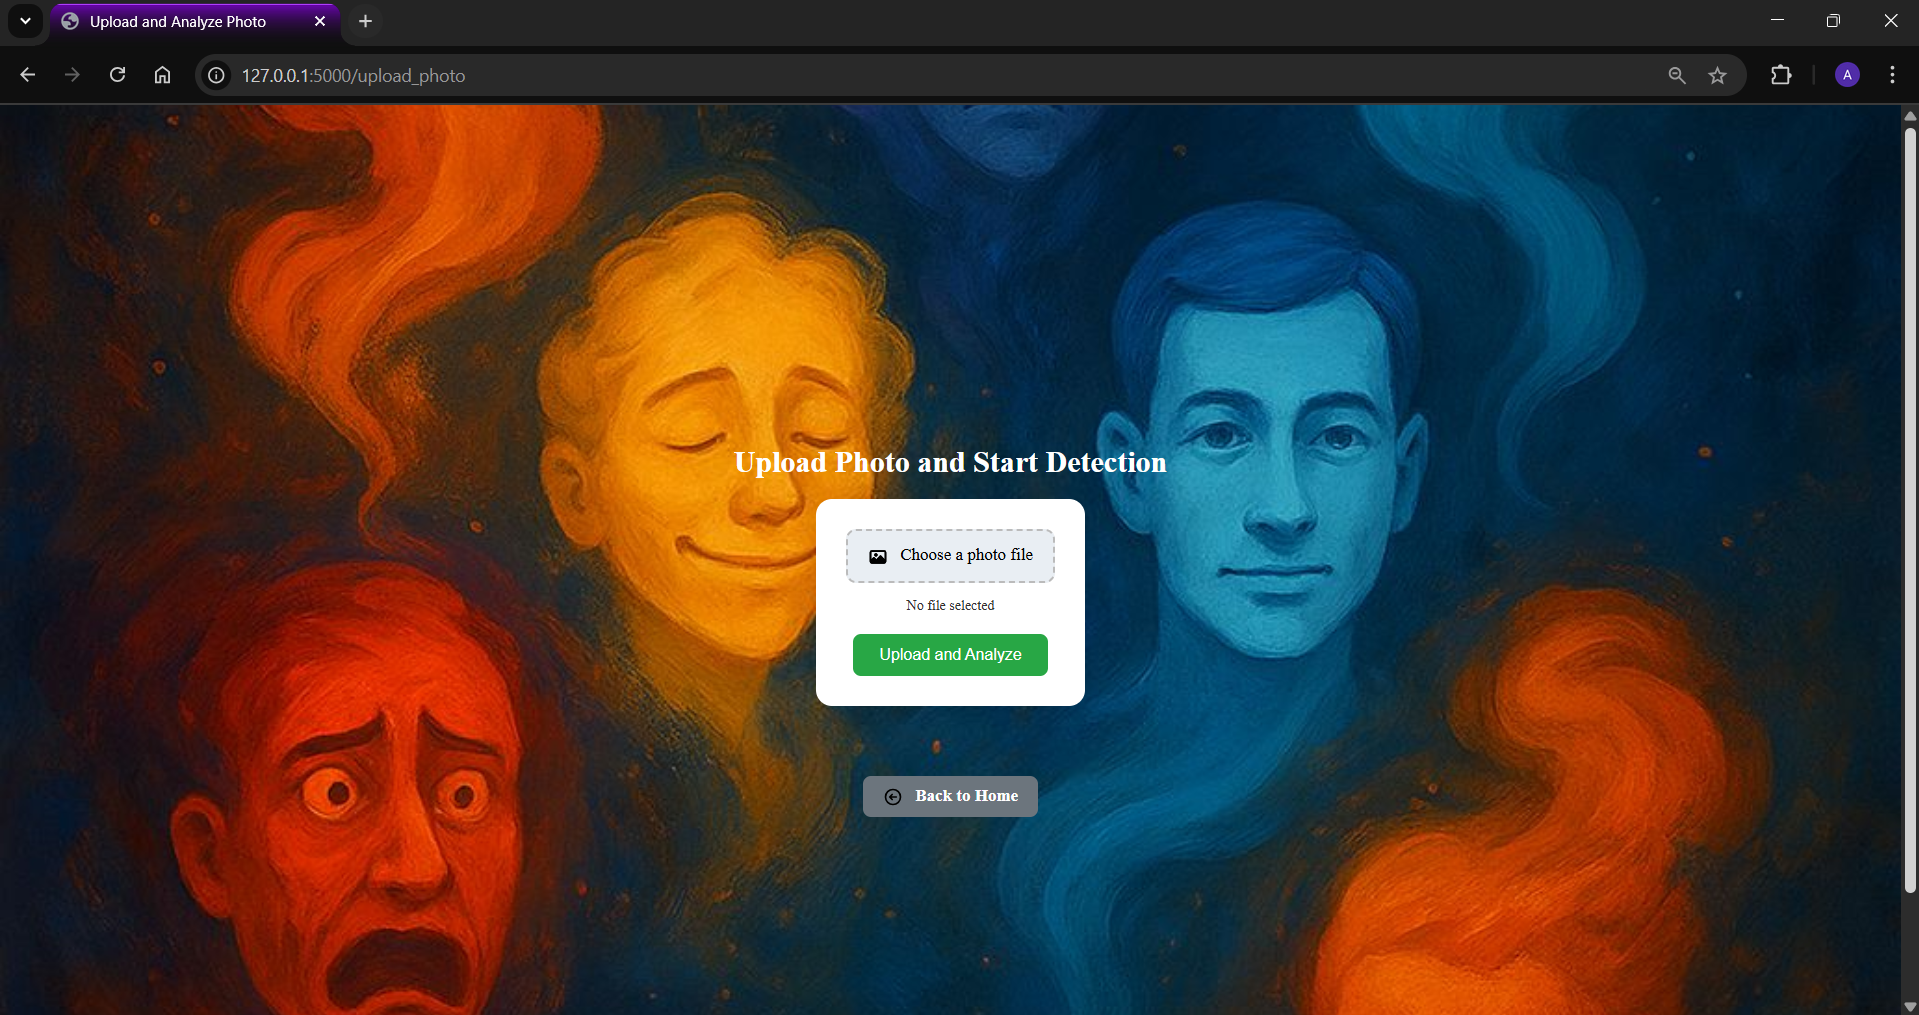 Upload and Analyze Photo
127.0.0.1:5000/upload_photo
A
Upload Photo and Start Detection
Choose a photo file
No file selected
Upload and Analyze
Back to Home